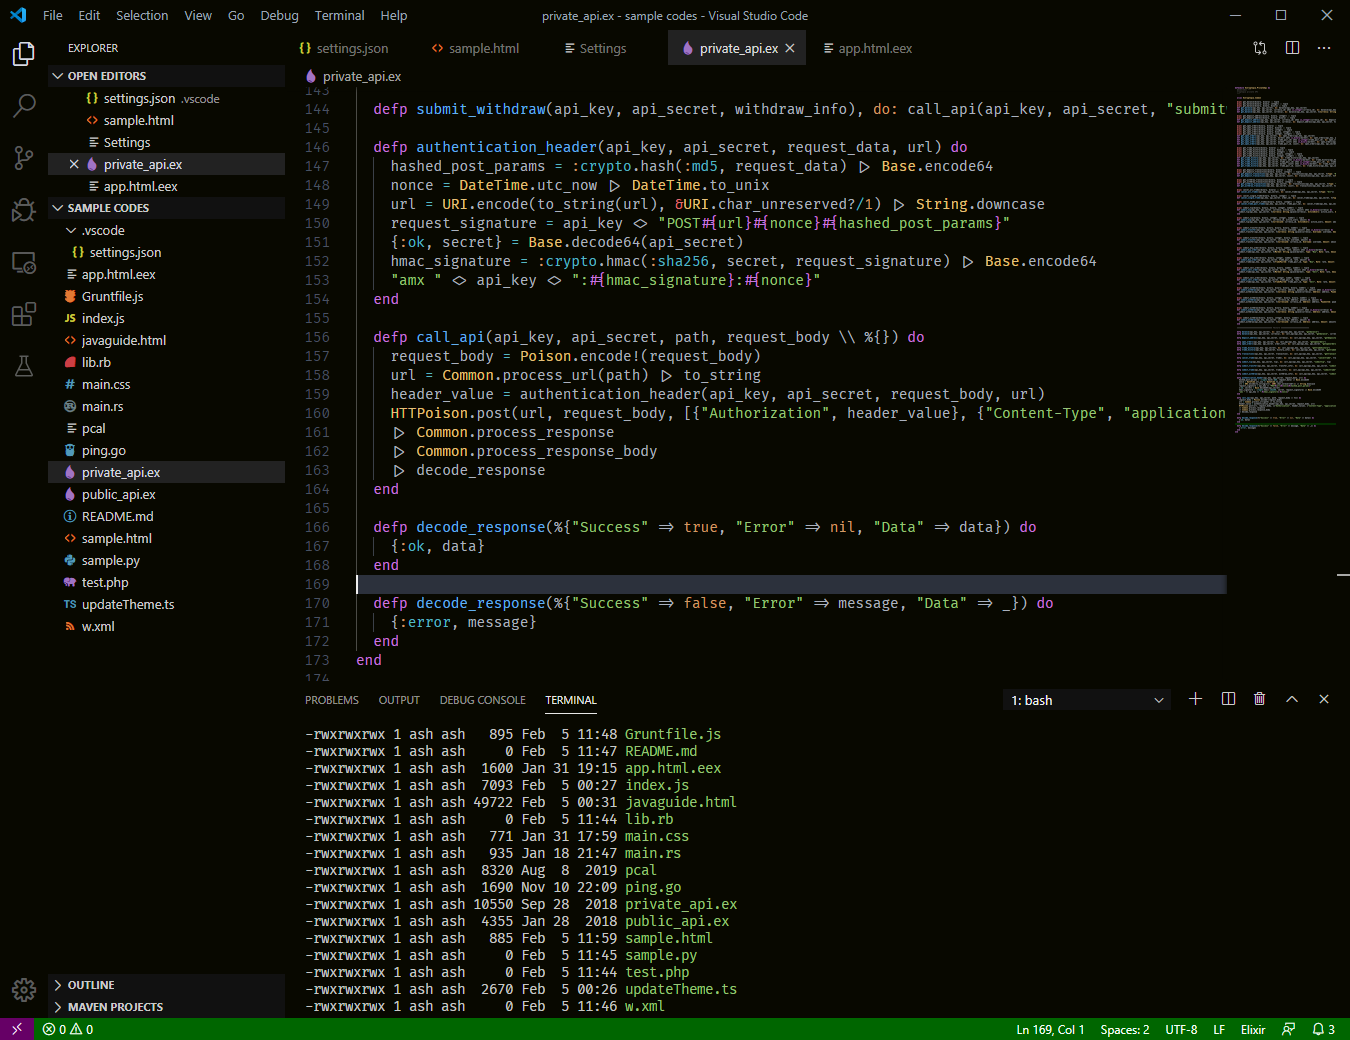 File Edit Selection View Go Debug Terminal Help private_api.ex - sample codes - Visual Studio Code
EXPLORER
OPEN EDITORS
{} settings.json .vscode
<> sample.html
Settings
private_api.ex
app.html.eex
SAMPLE CODES
.vscode
{} settings.json
app.html.eex
Gruntfile.js
JS index.js
<> javaguide.html
lib.rb
# main.css
main.rs
pcal
ping.go
private_api.ex
public_api.ex
README.md
<> sample.html
sample.py
test.php
TS updateTheme.ts
w.xml
OUTLINE
MAVEN PROJECTS
{} settings.json <> sample.html Settings private_api.ex app.html.eex
private_api.ex
143
144 defp submit_withdraw(api_key, api_secret, withdraw_info), do: call_api(api_key, api_secret, "submit
145
146 defp authentication_header(api_key, api_secret, request_data, url) do
147 hashed_post_params = :crypto.hash(:md5, request_data) |> Base.encode64
148 nonce = DateTime.utc_now |> DateTime.to_unix
149 url = URI.encode(to_string(url), &URI.char_unreserved?/1) |> String.downcase
150 request_signature = api_key <> "POST#{url}#{nonce}#{hashed_post_params}"
151 {:ok, secret} = Base.decode64(api_secret)
152 hmac_signature = :crypto.hmac(:sha256, secret, request_signature) |> Base.encode64
153 "amx " <> api_key <> ":#{hmac_signature}:#{nonce}"
154 end
155
156 defp call_api(api_key, api_secret, path, request_body \\ %{}) do
157 request_body = Poison.encode!(request_body)
158 url = Common.process_url(path) |> to_string
159 header_value = authentication_header(api_key, api_secret, request_body, url)
160 HTTPoison.post(url, request_body, [{"Authorization", header_value}, {"Content-Type", "application
161 |> Common.process_response
162 |> Common.process_response_body
163 |> decode_response
164 end
165
166 defp decode_response(%{"Success" => true, "Error" => nil, "Data" => data}) do
167 {:ok, data}
168 end
169
170 defp decode_response(%{"Success" => false, "Error" => message, "Data" => _}) do
171 {:error, message}
172 end
173 end
174
PROBLEMS OUTPUT DEBUG CONSOLE TERMINAL 1: bash
-rwxrwxrwx 1 ash ash 895 Feb 5 11:48 Gruntfile.js
-rwxrwxrwx 1 ash ash 0 Feb 5 11:47 README.md
-rwxrwxrwx 1 ash ash 1600 Jan 31 19:15 app.html.eex
-rwxrwxrwx 1 ash ash 7093 Feb 5 00:27 index.js
-rwxrwxrwx 1 ash ash 49722 Feb 5 00:31 javaguide.html
-rwxrwxrwx 1 ash ash 0 Feb 5 11:44 lib.rb
-rwxrwxrwx 1 ash ash 771 Jan 31 17:59 main.css
-rwxrwxrwx 1 ash ash 935 Jan 18 21:47 main.rs
-rwxrwxrwx 1 ash ash 8320 Aug 8 2019 pcal
-rwxrwxrwx 1 ash ash 1690 Nov 10 22:09 ping.go
-rwxrwxrwx 1 ash ash 10550 Sep 28 2018 private_api.ex
-rwxrwxrwx 1 ash ash 4355 Jan 28 2018 public_api.ex
-rwxrwxrwx 1 ash ash 885 Feb 5 11:59 sample.html
-rwxrwxrwx 1 ash ash 0 Feb 5 11:45 sample.py
-rwxrwxrwx 1 ash ash 0 Feb 5 11:44 test.php
-rwxrwxrwx 1 ash ash 2670 Feb 5 00:26 updateTheme.ts
-rwxrwxrwx 1 ash ash 0 Feb 5 11:46 w.xml
0 0 Ln 169, Col 1 Spaces: 2 UTF-8 LF Elixir 3